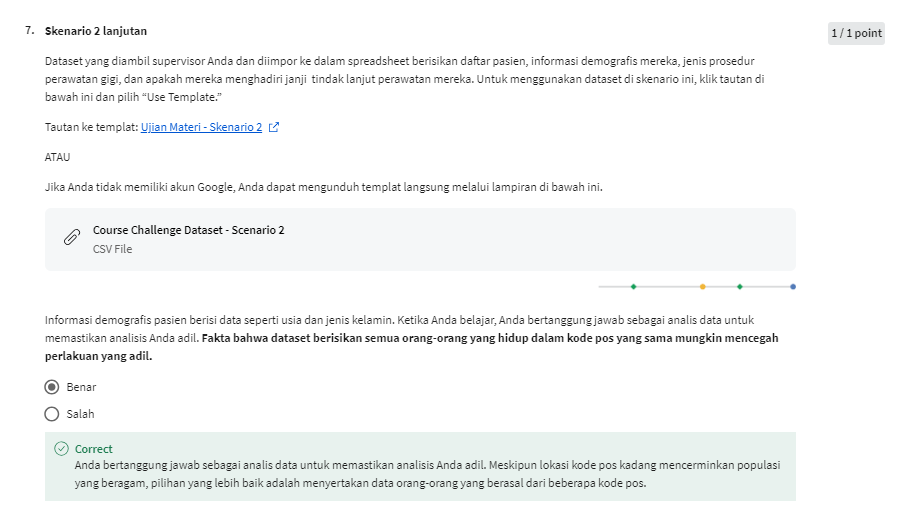 7. Skenario 2 lanjutan
1 / 1 point
Dataset yang diambil supervisor Anda dan diimpor ke dalam spreadsheet berisikan daftar pasien, informasi demografis mereka, jenis prosedur
perawatan gigi, dan apakah mereka menghadiri janji tindak lanjut perawatan mereka. Untuk menggunakan dataset di skenario ini, klik tautan di
bawah ini dan pilih “Use Template.”
Tautan ke templat: Ujian Materi - Skenario 2
ATAU
Jika Anda tidak memiliki akun Google, Anda dapat mengunduh templat langsung melalui lampiran di bawah ini.
Course Challenge Dataset - Scenario 2
CSV File
Informasi demografis pasien berisi data seperti usia dan jenis kelamin. Ketika Anda belajar, Anda bertanggung jawab sebagai analis data untuk
memastikan analisis Anda adil. Fakta bahwa dataset berisikan semua orang-orang yang hidup dalam kode pos yang sama mungkin mencegah
perlakuan yang adil.
Benar
Salah
Correct
Anda bertanggung jawab sebagai analis data untuk memastikan analisis Anda adil. Meskipun lokasi kode pos kadang mencerminkan populasi
yang beragam, pilihan yang lebih baik adalah menyertakan data orang-orang yang berasal dari beberapa kode pos.